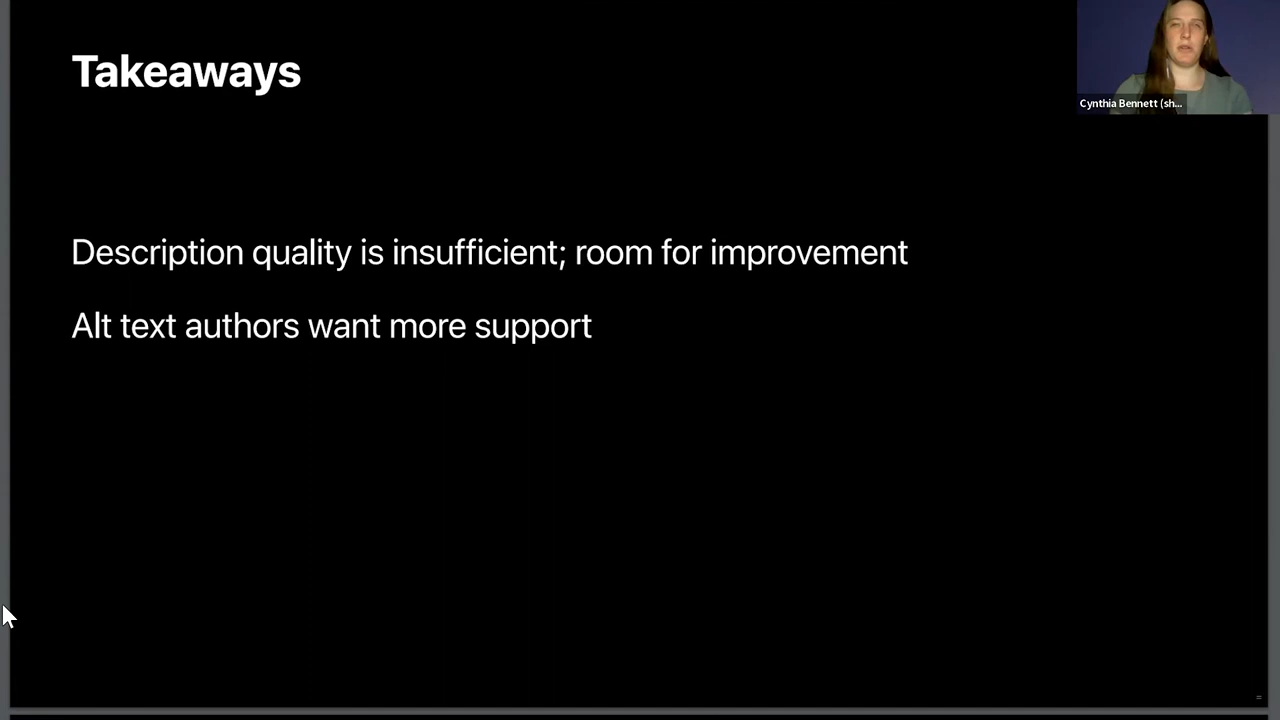 Takeaways
Cynthia Bennett (sh...
Description quality is insufficient; room for improvement
Alt text authors want more support